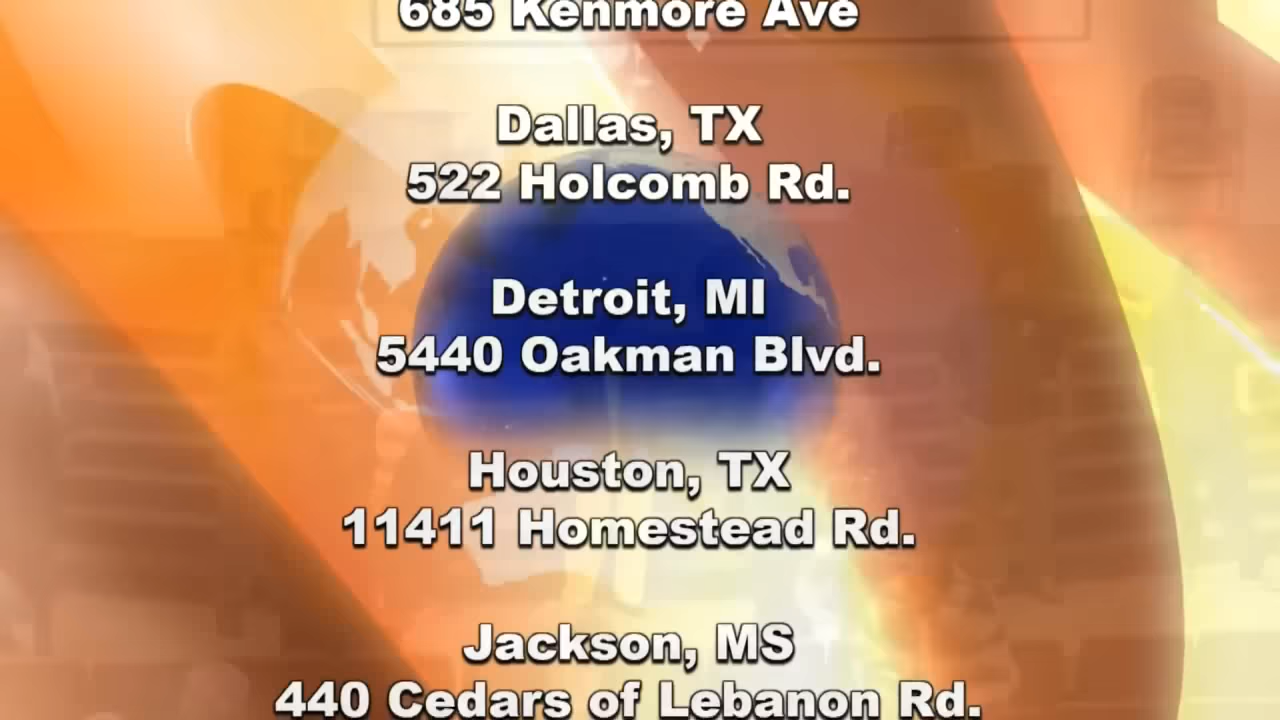 685 Kenmore Ave
Dallas, TX
522 Holcomb Rd.
Detroit, MI
5440 Oakman Blvd.
Houston, TX
11411 Homestead Rd.
Jackson, MS
440 Cedars of Lebanon Rd.